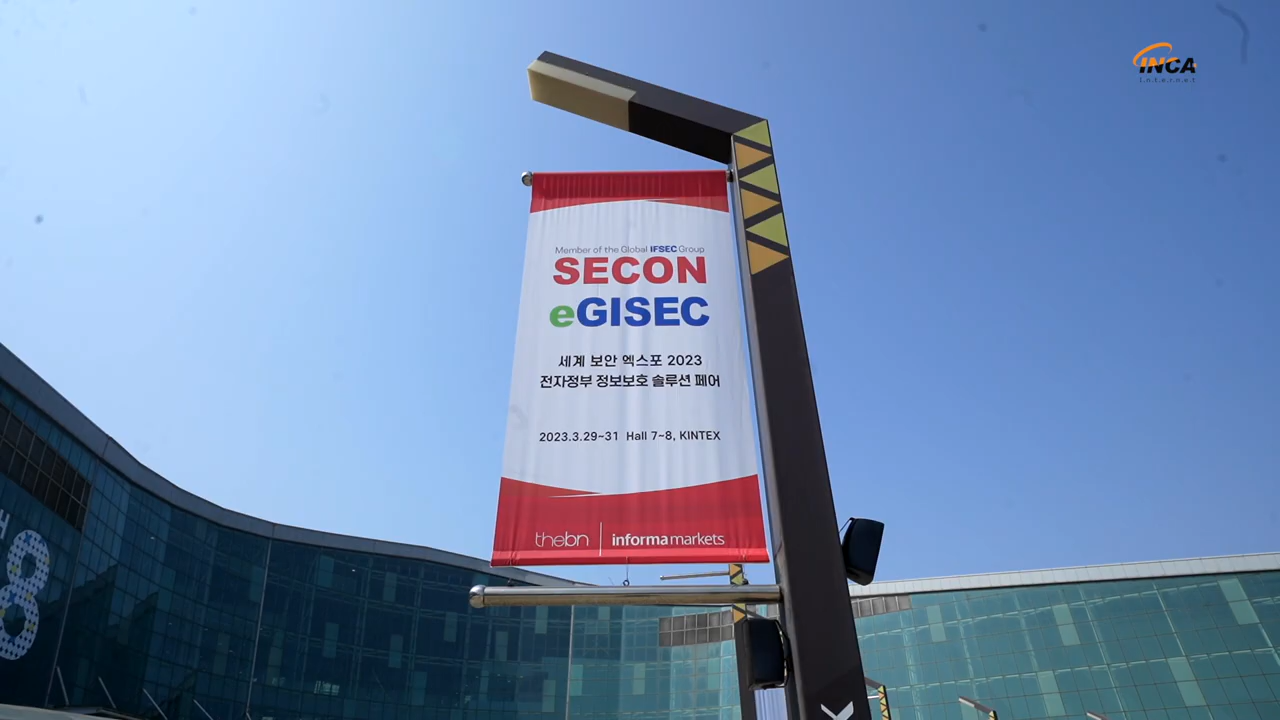 INCA
Internet
Member of the Global IFSEC Group
SECON
eGISEC
세계 보안 엑스포 2023
전자정부 정보보호 솔루션 페어
2023.3.29~31 Hall 7~8, KINTEX
thebn | informa markets
8
K